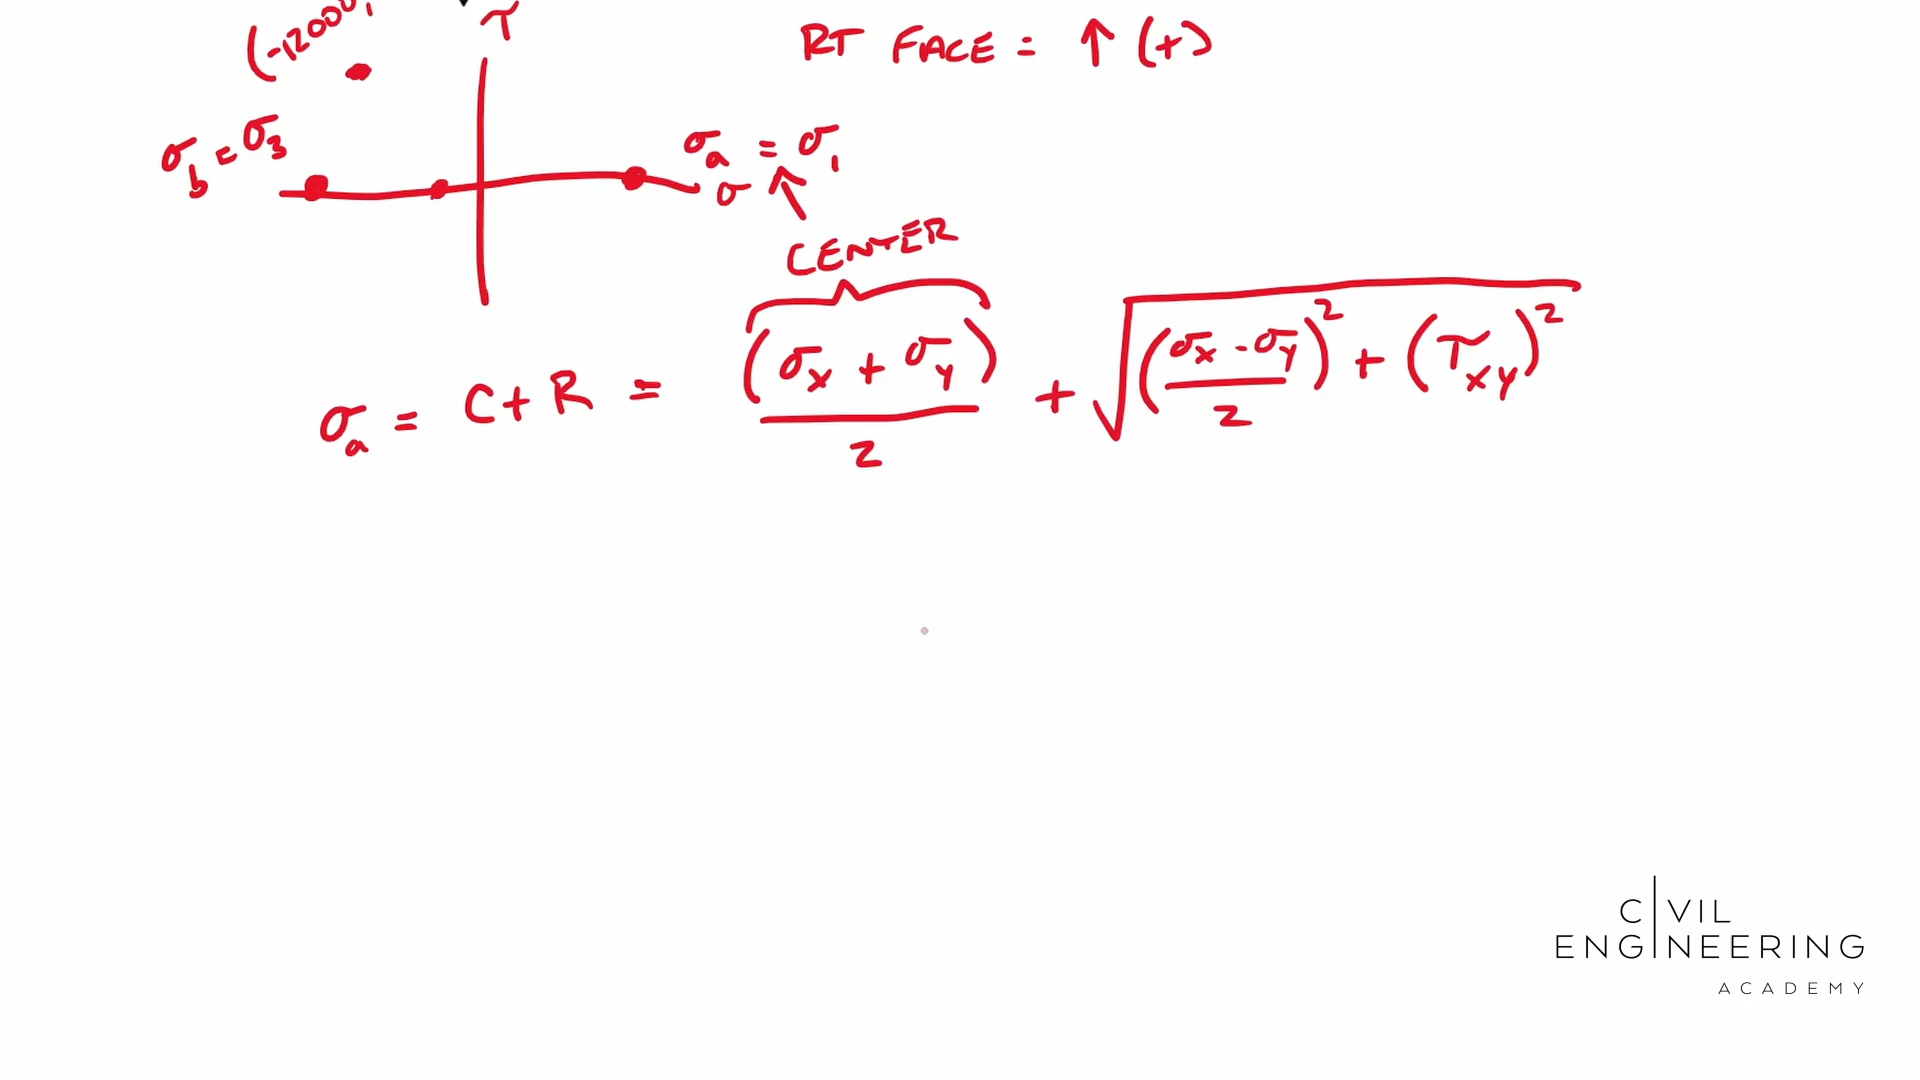 (-12000,
τ
RT FACE = ↑ (+)
σb = σ3
σa = σ1
σ
CENTER
σa = C + R = (σx + σy)/2 + √(((σx - σy)/2)² + (τxy)²)
CIVIL
ENGINEERING
ACADEMY